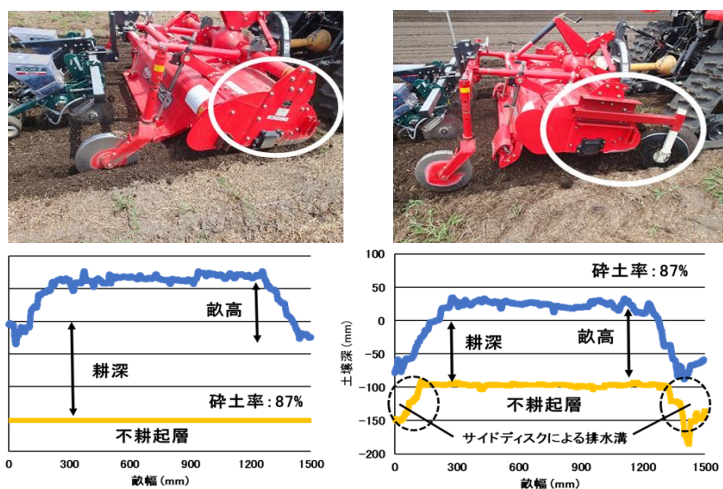 畝高
耕深
砕土率：87%
不耕起層
0
300
600
900
1200
1500
畝幅(mm)
土壌深(mm)
100
50
0
-50
-100
-150
-200
砕土率：87%
畝高
耕深
不耕起層
サイドディスクによる排水溝
0
300
600
900
1200
1500
畝幅(mm)